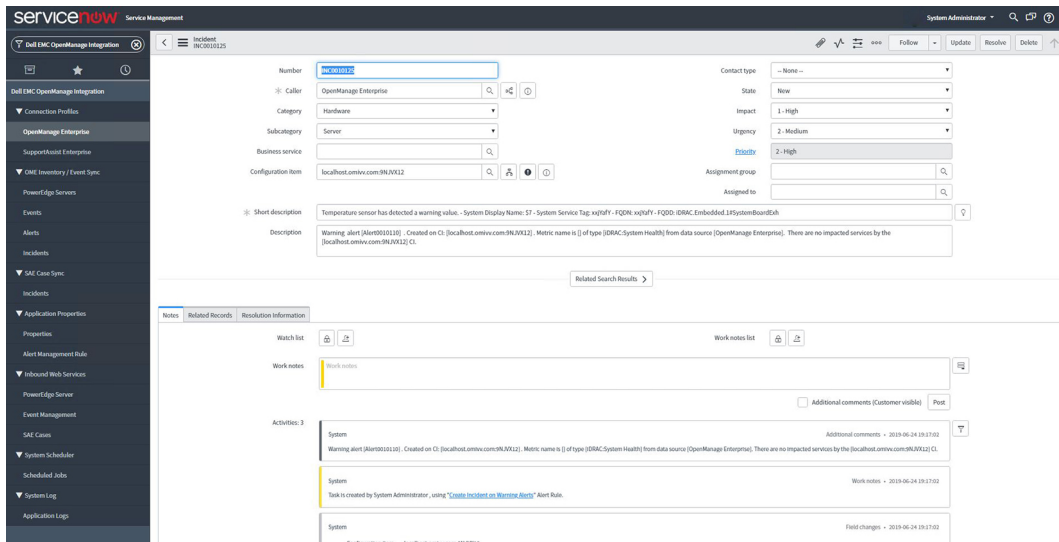 servicenow Service Management
System Administrator
Dell EMC OpenManage Integration
Dell EMC OpenManage Integration
Connection Profiles
OpenManage Enterprise
SupportAssist Enterprise
OME Inventory / Event Sync
PowerEdge Servers
Events
Alerts
Incidents
SAE Case Sync
Incidents
Application Properties
Properties
Alert Management Rule
Inbound Web Services
PowerEdge Server
Event Management
SAE Cases
System Scheduler
Scheduled Jobs
System Log
Application Logs
Incident
INC0010125
Follow Update Resolve Delete
Number INC0010125
Caller OpenManage Enterprise
Category Hardware
Subcategory Server
Business service
Configuration item localhost.omivv.com:9NJVX12
Contact type -- None --
State New
Impact 1 - High
Urgency 2 - Medium
Priority 2 - High
Assignment group
Assigned to
Short description Temperature sensor has detected a warning value. - System Display Name: S7 - System Service Tag: xxjYafY - FQDN: xxjYafY - FQDD: iDRAC.Embedded.1#SystemBoardExh
Description Warning alert [Alert0010110] . Created on CI: [localhost.omivv.com:9NJVX12] . Metric name is [] of type [iDRAC:System Health] from data source [OpenManage Enterprise]. There are no impacted services by the
[localhost.omivv.com:9NJVX12] CI.
Related Search Results
Notes Related Records Resolution Information
Watch list Work notes list
Work notes Work notes
Additional comments (Customer visible) Post
Activities: 3
System Additional comments • 2019-06-24 19:17:02
Warning alert [Alert0010110] . Created on CI: [localhost.omivv.com:9NJVX12] . Metric name is [] of type [iDRAC:System Health] from data source [OpenManage Enterprise]. There are no impacted services by the [localhost.omivv.com:9NJVX12] CI.
System Work notes • 2019-06-24 19:17:02
Task is created by System Administrator , using "Create Incident on Warning Alerts" Alert Rule.
System Field changes • 2019-06-24 19:17:02